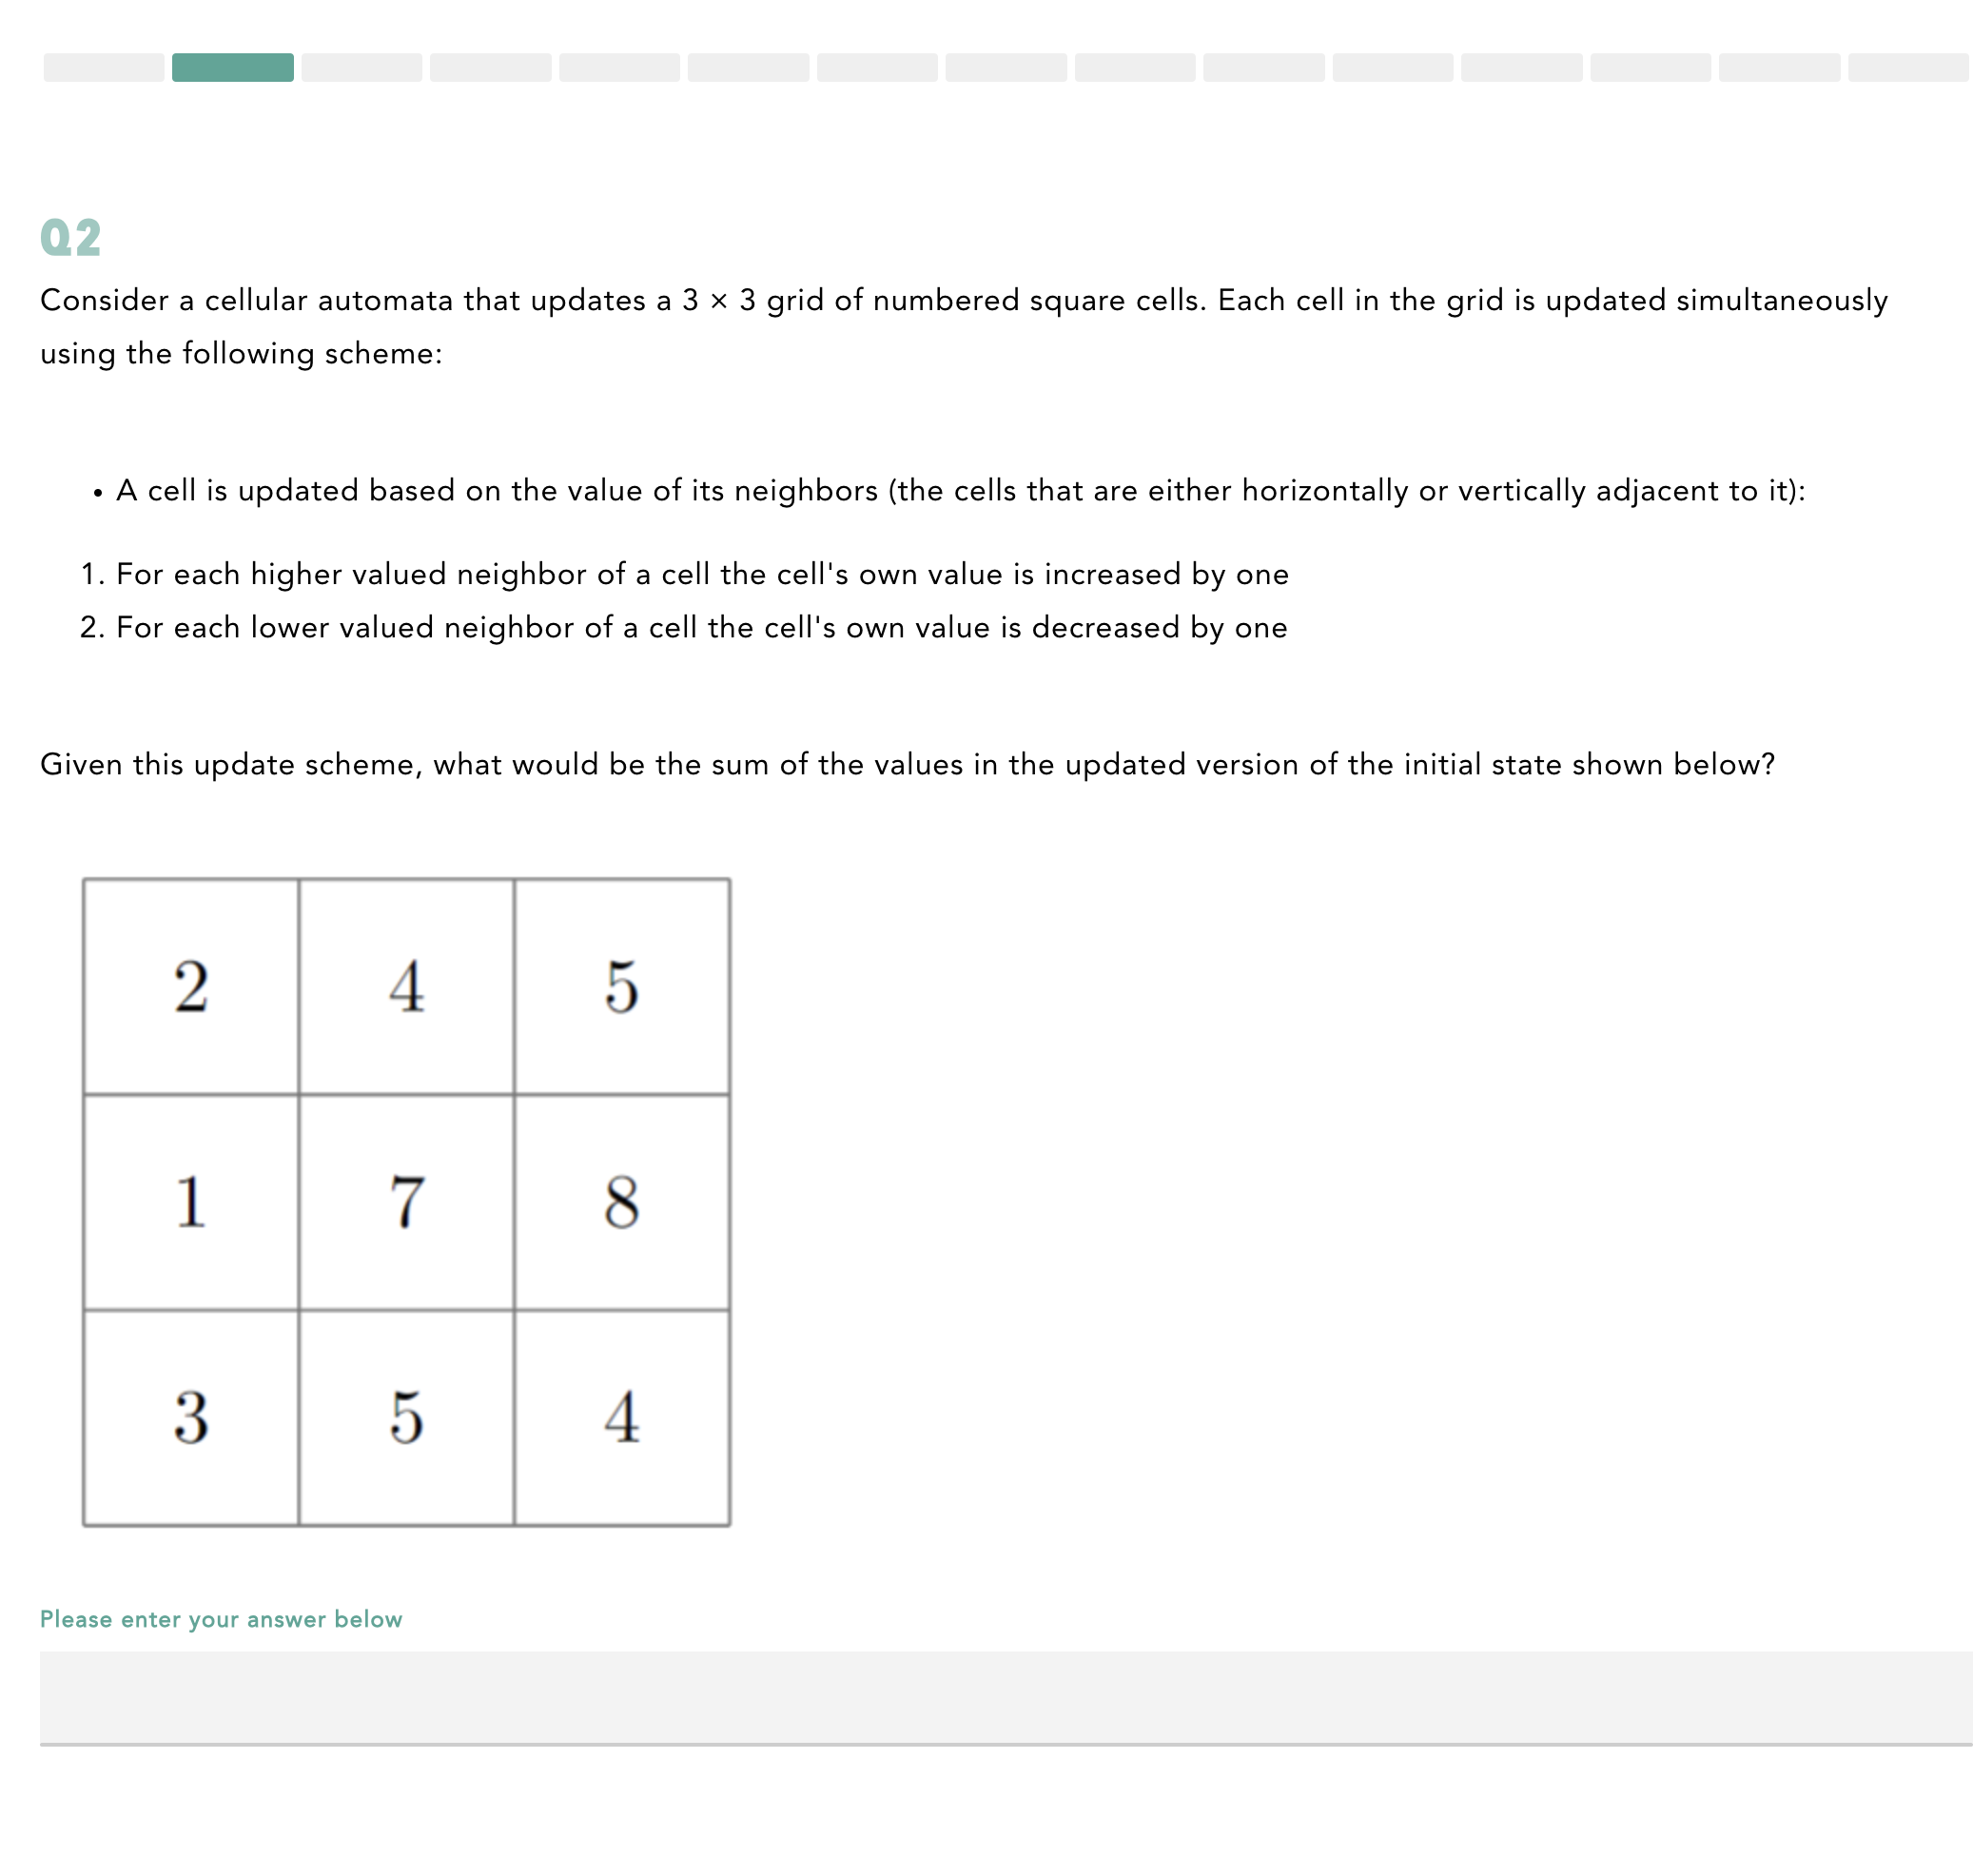 Q2
Consider a cellular automata that updates a 3 × 3 grid of numbered square cells. Each cell in the grid is updated simultaneously
using the following scheme:
• A cell is updated based on the value of its neighbors (the cells that are either horizontally or vertically adjacent to it):
1. For each higher valued neighbor of a cell the cell's own value is increased by one
2. For each lower valued neighbor of a cell the cell's own value is decreased by one
Given this update scheme, what would be the sum of the values in the updated version of the initial state shown below?
2 4 5
1 7 8
3 5 4
Please enter your answer below